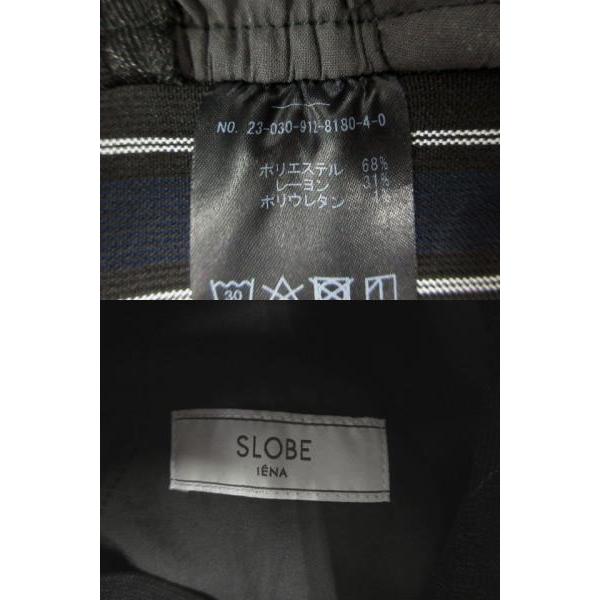 NO. 23-030-912-8180-4-0
ポリエステル 68%
レーヨン 31%
ポリウレタン 1%
30
SLOBE
IÉNA